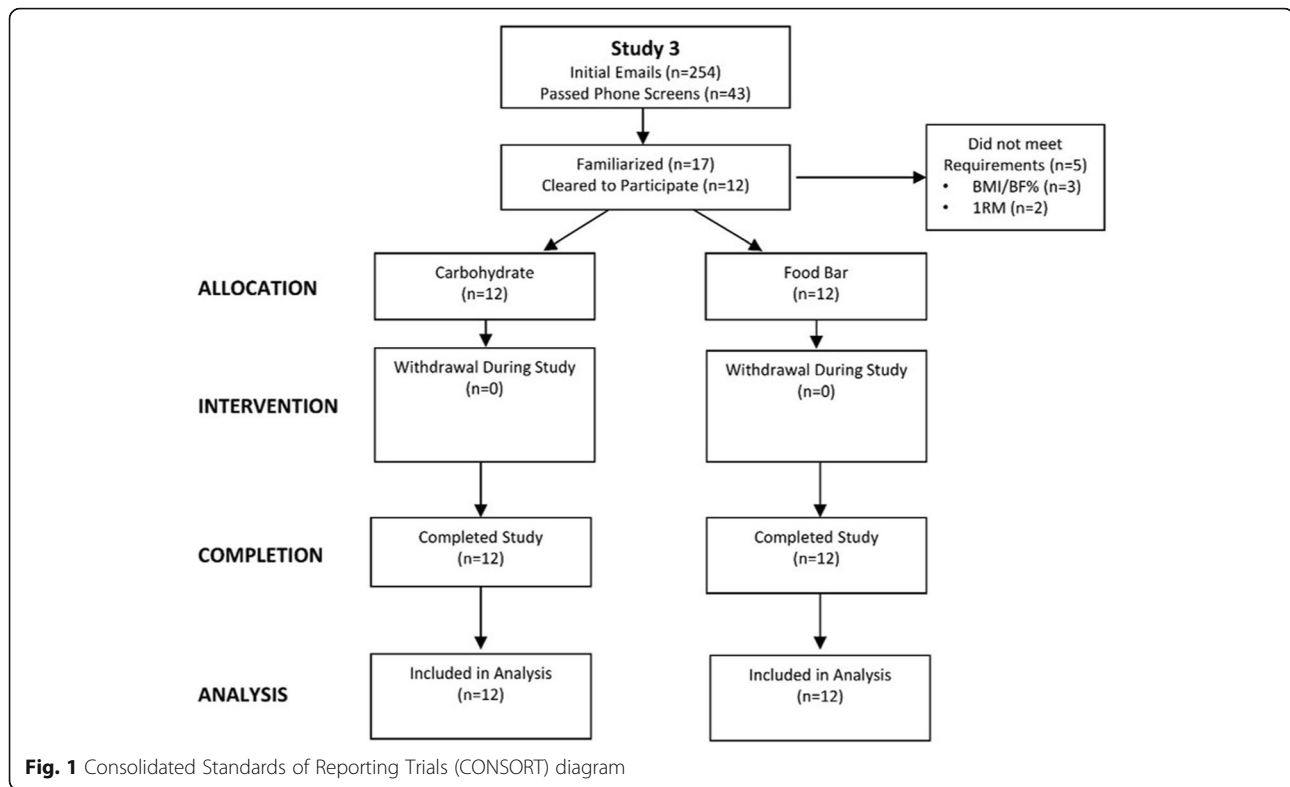 Study 3
Initial Emails (n=254)
Passed Phone Screens (n=43)
Familiarized (n=17)
Cleared to Participate (n=12)
Did not meet
Requirements (n=5)
• BMI/BF% (n=3)
• 1RM (n=2)
ALLOCATION
Carbohydrate
(n=12)
Food Bar
(n=12)
INTERVENTION
Withdrawal During Study
(n=0)
Withdrawal During Study
(n=0)
COMPLETION
Completed Study
(n=12)
Completed Study
(n=12)
ANALYSIS
Included in Analysis
(n=12)
Included in Analysis
(n=12)
Fig. 1 Consolidated Standards of Reporting Trials (CONSORT) diagram